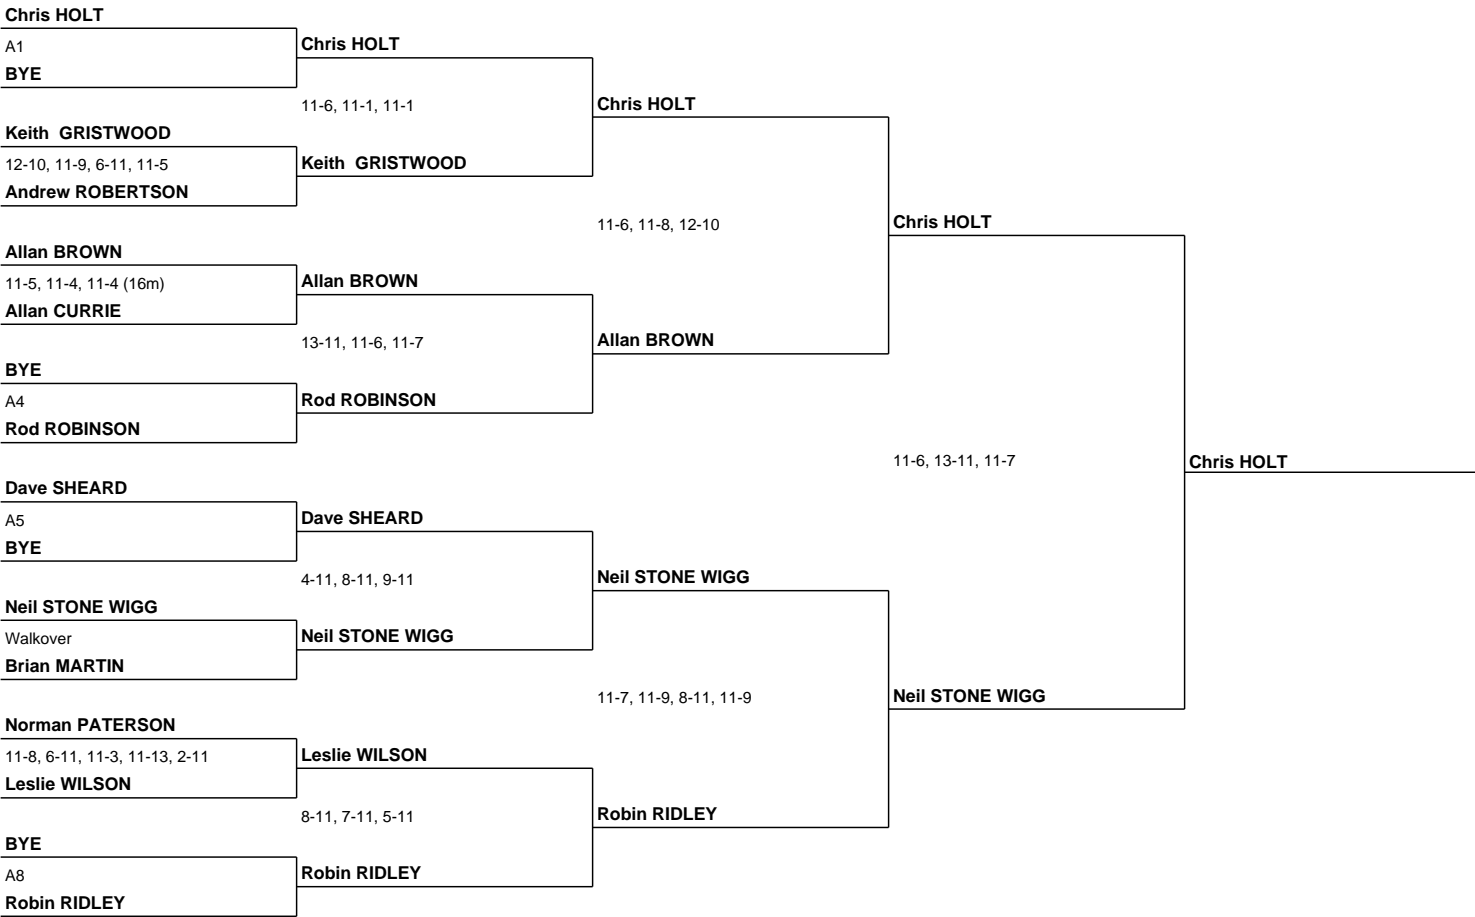 Chris HOLT
A1
BYE
Keith  GRISTWOOD
12-10, 11-9, 6-11, 11-5
Andrew ROBERTSON
Allan BROWN
11-5, 11-4, 11-4 (16m)
Allan CURRIE
BYE
A4
Rod ROBINSON
Dave SHEARD
A5
BYE
Neil STONE WIGG
Walkover
Brian MARTIN
Norman PATERSON
11-8, 6-11, 11-3, 11-13, 2-11
Leslie WILSON
BYE
A8
Robin RIDLEY
Chris HOLT
11-6, 11-1, 11-1
Keith  GRISTWOOD
Allan BROWN
13-11, 11-6, 11-7
Rod ROBINSON
Dave SHEARD
4-11, 8-11, 9-11
Neil STONE WIGG
Leslie WILSON
8-11, 7-11, 5-11
Robin RIDLEY
Chris HOLT
11-6, 11-8, 12-10
Allan BROWN
Neil STONE WIGG
11-7, 11-9, 8-11, 11-9
Robin RIDLEY
Chris HOLT
11-6, 13-11, 11-7
Neil STONE WIGG
Chris HOLT